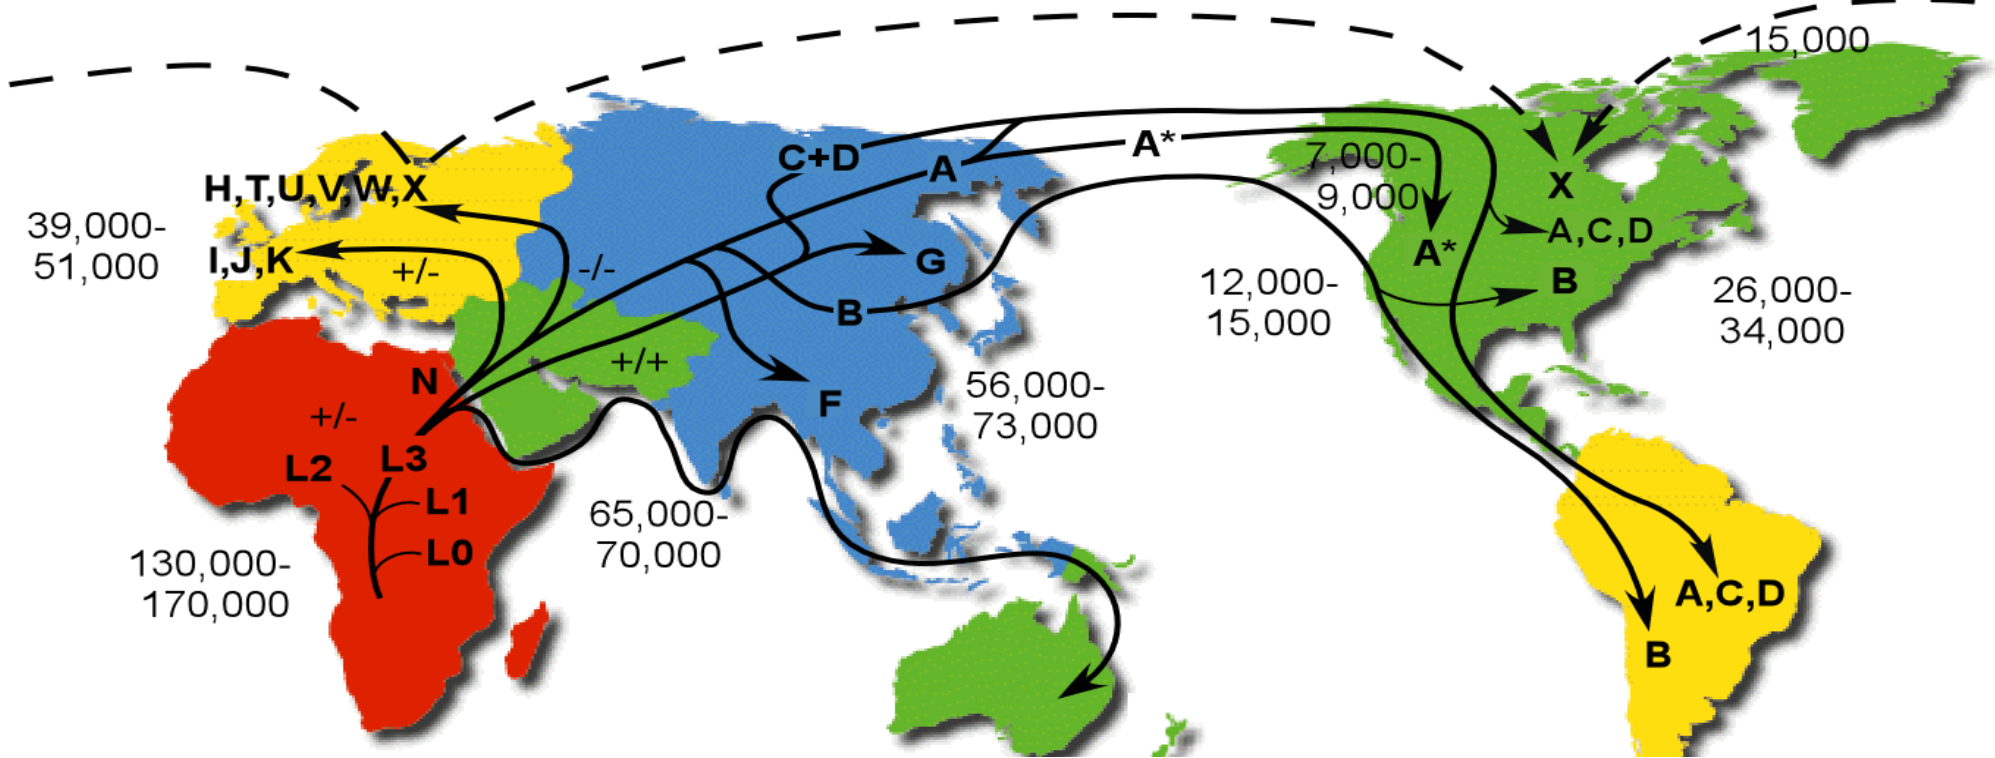 15,000
C+D
A
A*
7,000-
9,000
H,T,U,V,W,X
X
39,000-
51,000
I,J,K
+/-
-/-
G
A*
A,C,D
B
B
12,000-
15,000
26,000-
34,000
N
+/+
F
56,000-
73,000
+/-
L3
L2
L1
L0
65,000-
70,000
130,000-
170,000
A,C,D
B